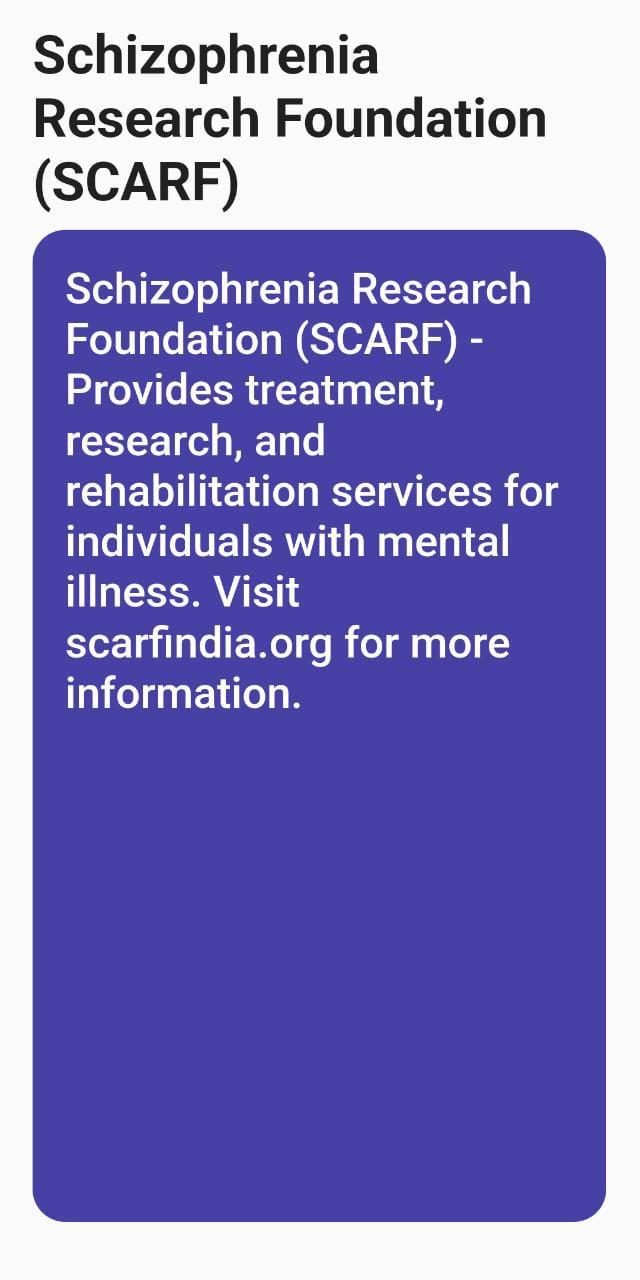 Schizophrenia
Research Foundation
(SCARF)
Schizophrenia Research
Foundation (SCARF) -
Provides treatment,
research, and
rehabilitation services for
individuals with mental
illness. Visit
scarfindia.org for more
information.